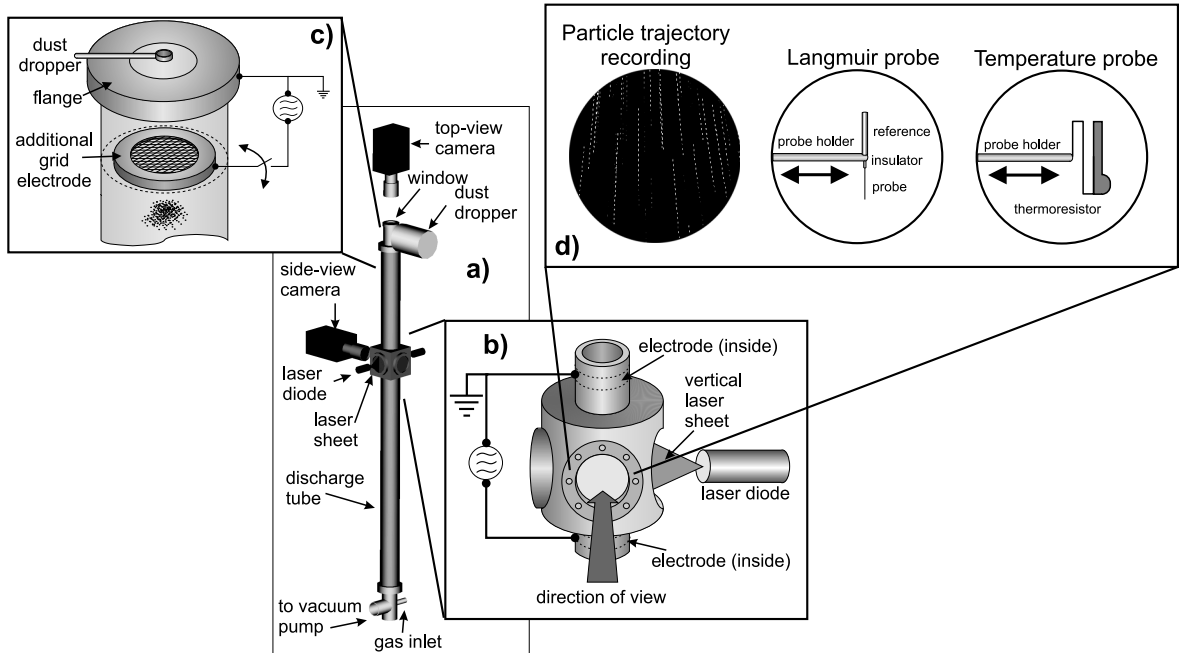 c)
dust
dropper
flange
additional
grid
electrode
top-view
camera
window
dust
dropper
a)
side-view
camera
laser
diode
laser
sheet
discharge
tube
to vacuum
pump
gas inlet
b)
electrode (inside)
vertical
laser
sheet
laser diode
electrode (inside)
direction of view
d)
Particle trajectory
recording
Langmuir probe
probe holder
reference
insulator
probe
Temperature probe
probe holder
thermoresistor